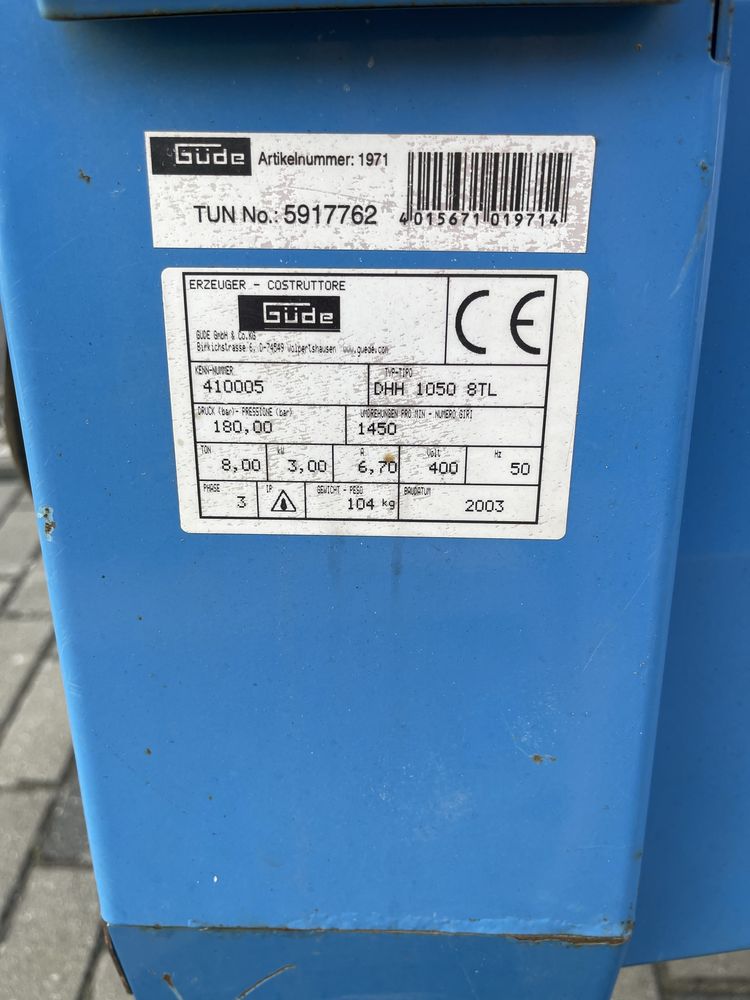 Güde Artikelnummer: 1971
TUN No.: 5917762
4 015671 019714
ERZEUGER - COSTRUTTORE
Güde
GÜDE GmbH & Co.KG
Birkichstrasse 6, D-74549 Wolpertshausen www.guede.com
CE
KENN-NUMMER
410005
TYP-TIPO
DHH 1050 8TL
DRUCK (bar)- PRESSIONE (bar)
180,00
UMDREHUNGEN PRO MIN - NUMERO GIRI
1450
TON
8,00
kW
3,00
A
6,70
Volt
400
Hz
50
PHASE
3
IP
GEWICHT - PESO
104 kg
BAUDATUM
2003